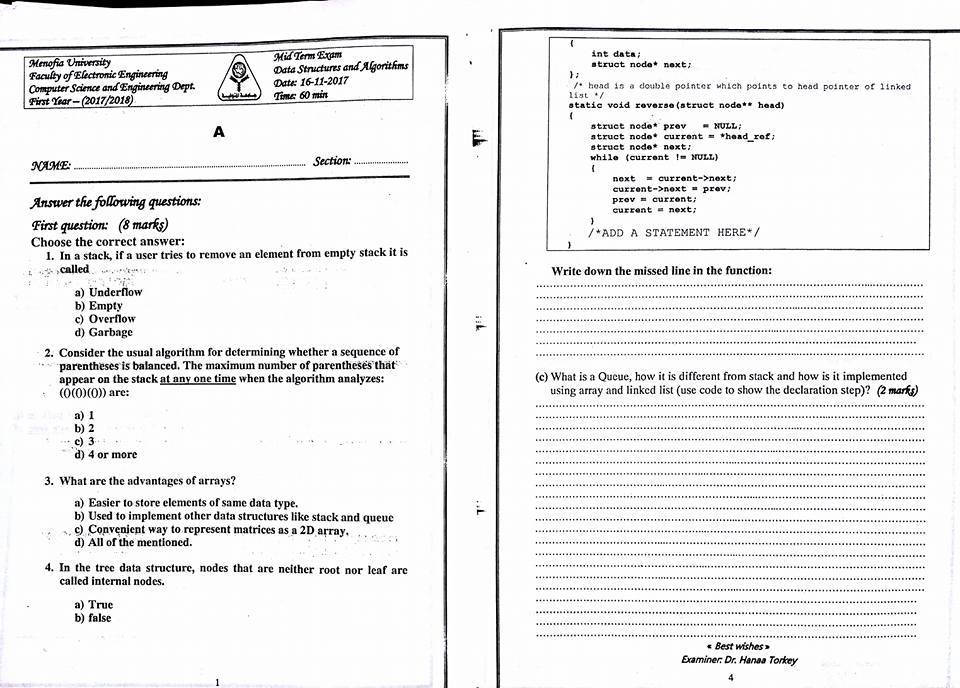 Menofia University
Faculty of Electronic Engineering
Computer Science and Engineering Dept.
First Year – (2017/2018)
Mid Term Exam
Data Structures and Algorithms
Date: 16-11-2017
Time: 60 min
A
NAME: ........................................ Section: ....................
Answer the following questions:
First question: (8 marks)
Choose the correct answer:
1. In a stack, if a user tries to remove an element from empty stack it is
called
a) Underflow
b) Empty
c) Overflow
d) Garbage
2. Consider the usual algorithm for determining whether a sequence of
parentheses is balanced. The maximum number of parentheses that
appear on the stack at any one time when the algorithm analyzes:
(()(())(())) are:
a) 1
b) 2
c) 3
d) 4 or more
3. What are the advantages of arrays?
a) Easier to store elements of same data type.
b) Used to implement other data structures like stack and queue
c) Convenient way to represent matrices as a 2D array.
d) All of the mentioned.
4. In the tree data structure, nodes that are neither root nor leaf are
called internal nodes.
a) True
b) false
1
{
int data;
struct node* next;
};
/* head is a double pointer which points to head pointer of linked
list */
static void reverse(struct node** head)
{
struct node* prev = NULL;
struct node* current = *head_ref;
struct node* next;
while (current != NULL)
{
next = current->next;
current->next = prev;
prev = current;
current = next;
}
/*ADD A STATEMENT HERE*/
}
Write down the missed line in the function:
(c) What is a Queue, how it is different from stack and how is it implemented
using array and linked list (use code to show the declaration step)? (2 marks)
« Best wishes »
Examiner: Dr. Hanaa Torkey
4